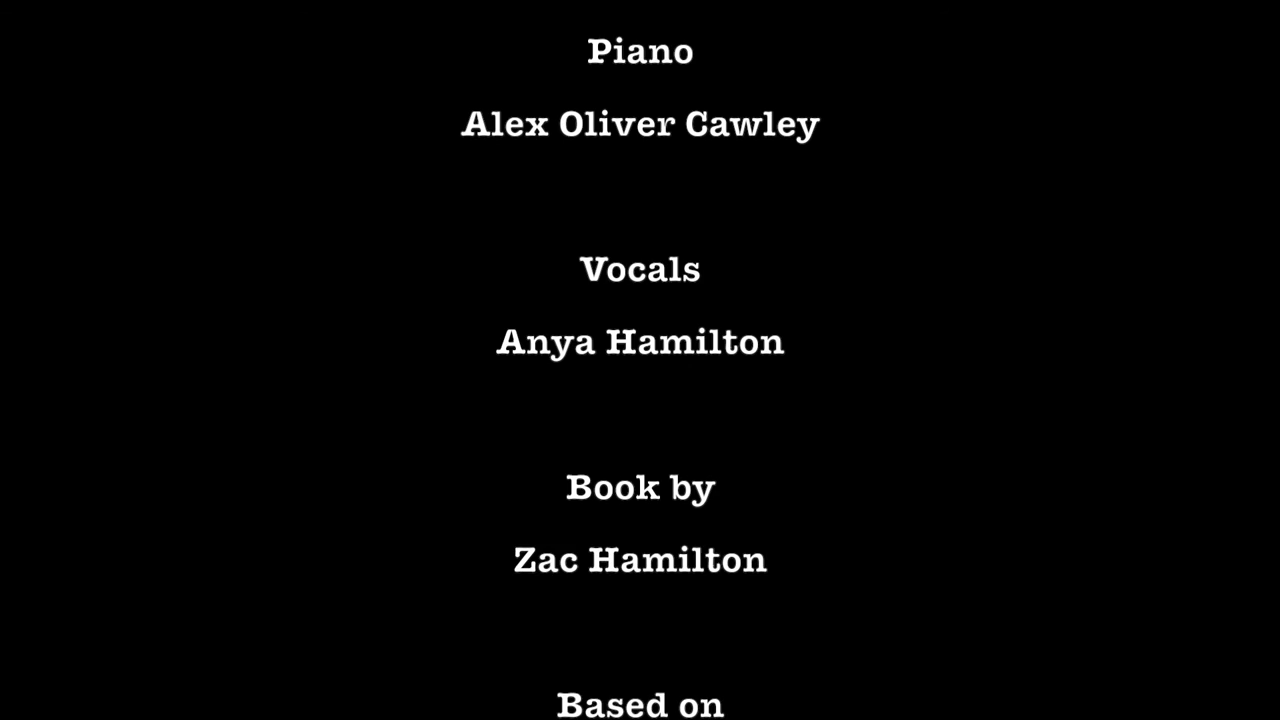 Piano
Alex Oliver Cawley
Vocals
Anya Hamilton
Book by
Zac Hamilton
Based on